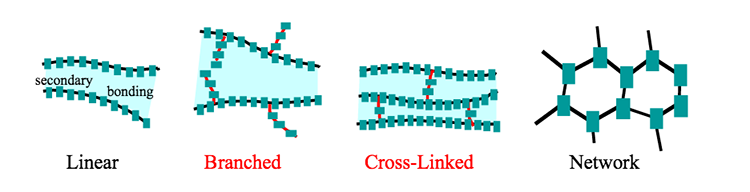 secondary
bonding
Linear
Branched
Cross-Linked
Network